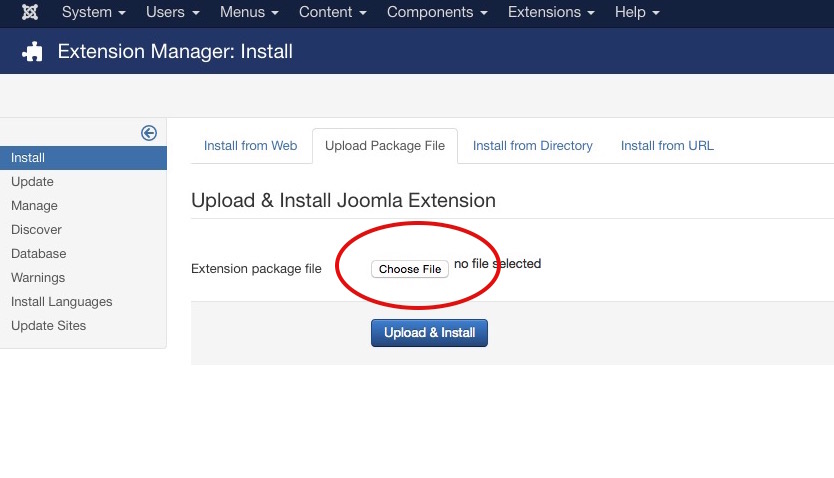 System Users Menus Content Components Extensions Help
Extension Manager: Install
Install from Web Upload Package File Install from Directory Install from URL
Install
Update
Manage
Discover
Database
Warnings
Install Languages
Update Sites
Upload & Install Joomla Extension
Extension package file Choose File no file selected
Upload & Install